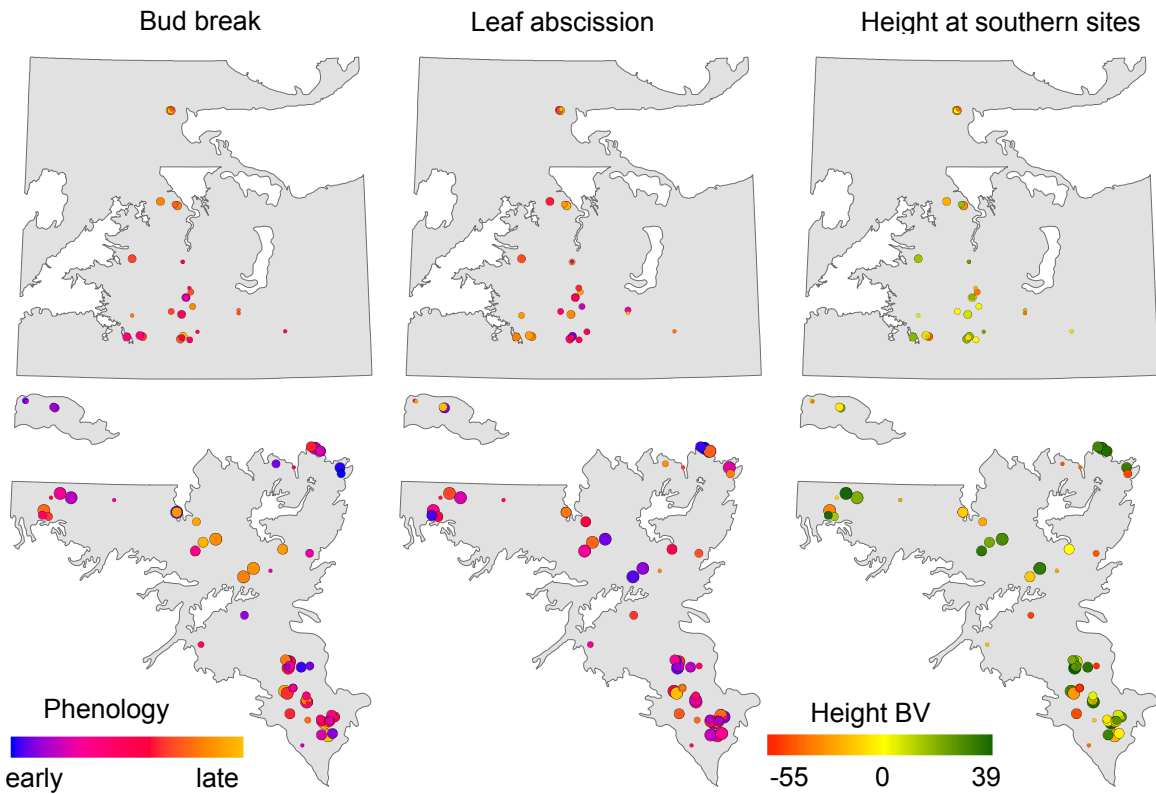 Bud break
Leaf abscission
Height at southern sites
Phenology
early
late
Height BV
-55
0
39